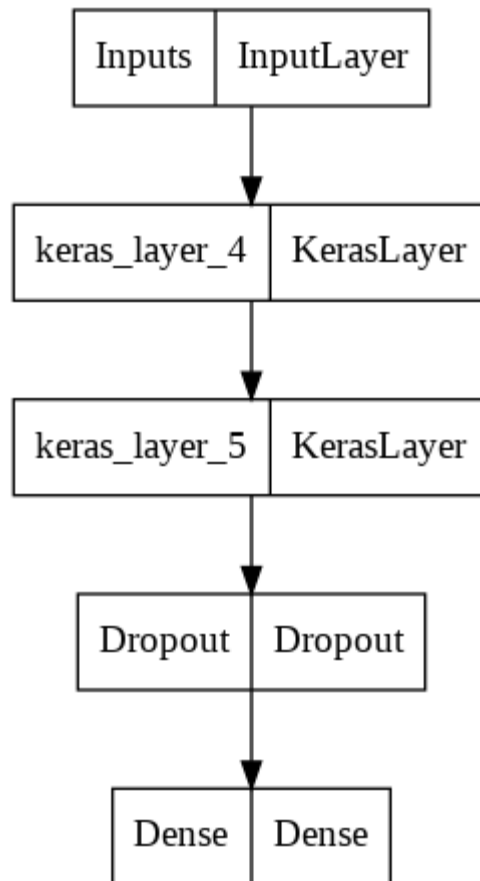 Inputs InputLayer
keras_layer_4 KerasLayer
keras_layer_5 KerasLayer
Dropout Dropout
Dense Dense